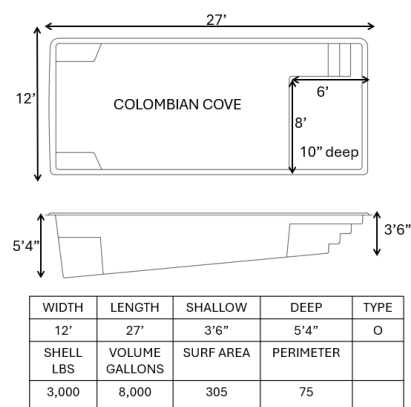 27’
12’
COLOMBIAN COVE
6’
8’
10” deep
5’4”
3’6”
WIDTH LENGTH SHALLOW DEEP TYPE
12’ 27’ 3’6” 5’4” O
SHELL LBS VOLUME GALLONS SURF AREA PERIMETER
3,000 8,000 305 75